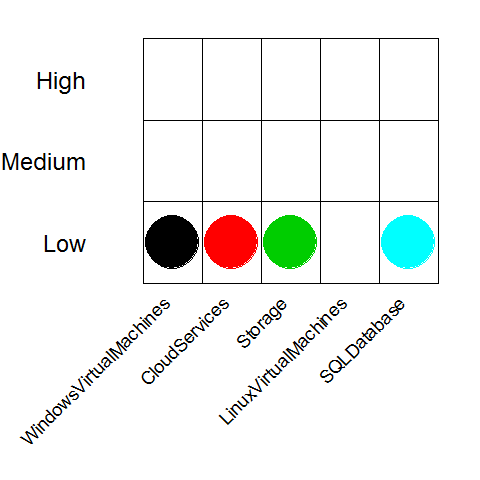 High
Medium
Low
WindowsVirtualMachines
CloudServices
Storage
LinuxVirtualMachines
SQLDatabase